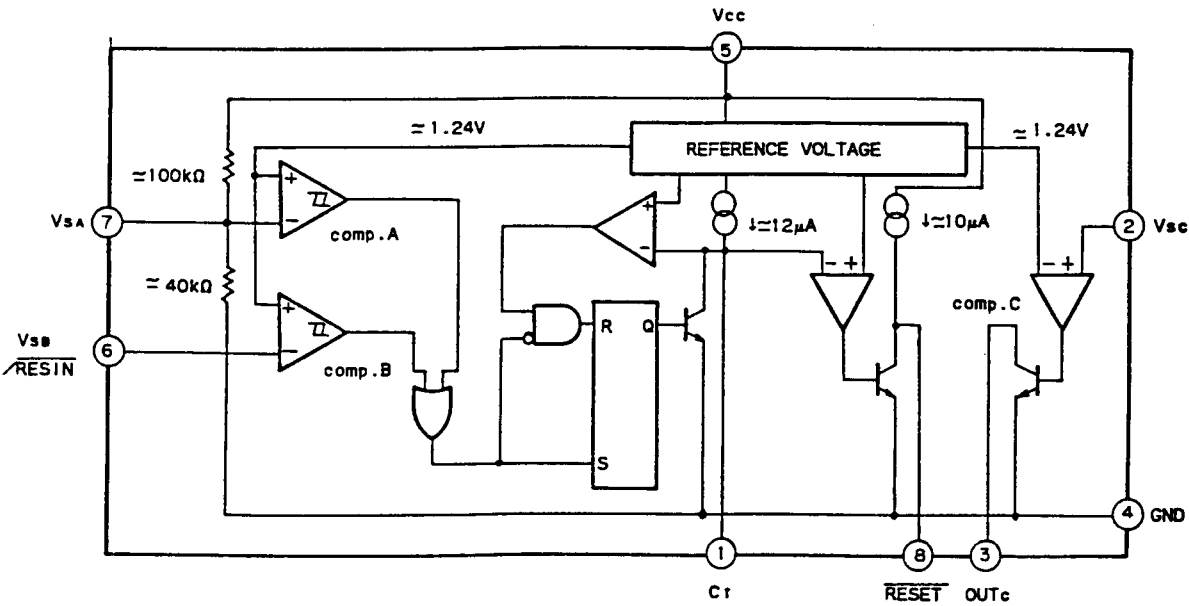 Vcc
5
≃1.24V
REFERENCE VOLTAGE
≃1.24V
≃100kΩ
+
−
comp.A
VSA
7
+
−
↓≃12μA
↓≃10μA
2
VSC
− +
− +
≃40kΩ
comp.C
VSB
/RESIN
6
+
−
comp.B
R
Q
S
4
GND
1
8
3
CT
RESET
OUTC